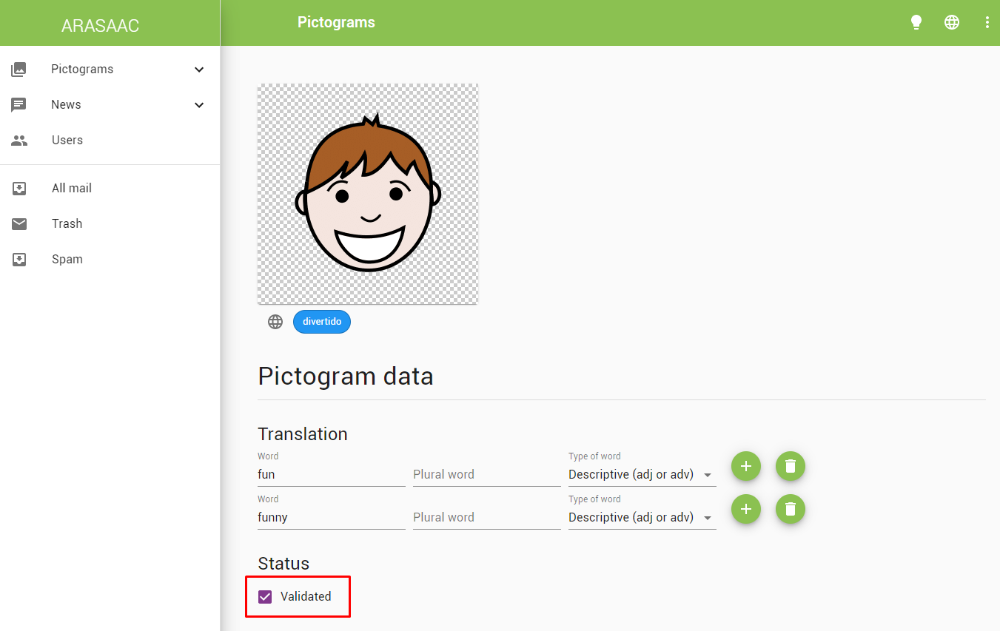 ARASAAC
Pictograms
Pictograms
News
Users
All mail
Trash
Spam
divertido
Pictogram data
Translation
Word
Type of word
fun Plural word Descriptive (adj or adv)
Word
Type of word
funny Plural word Descriptive (adj or adv)
Status
Validated